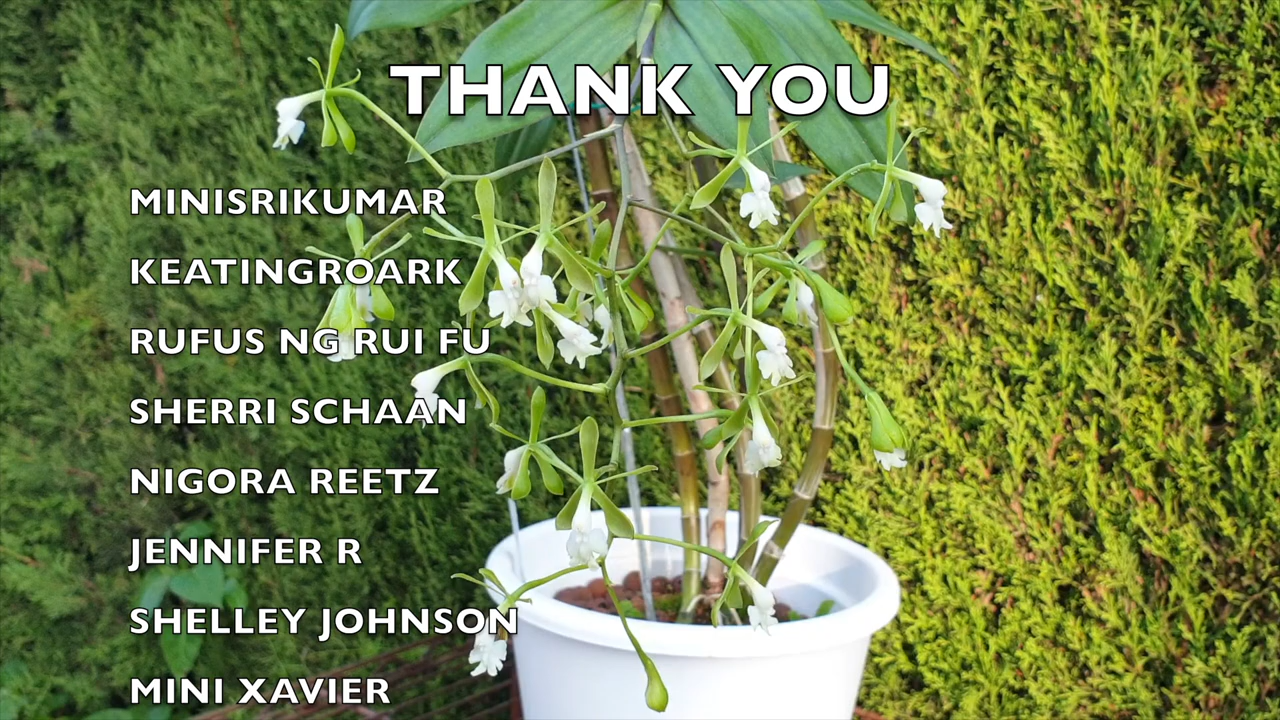 THANK YOU
MINISRIKUMAR
KEATINGROARK
RUFUS NG RUI FU
SHERRI SCHAAN
NIGORA REETZ
JENNIFER R
SHELLEY JOHNSON
MINI XAVIER